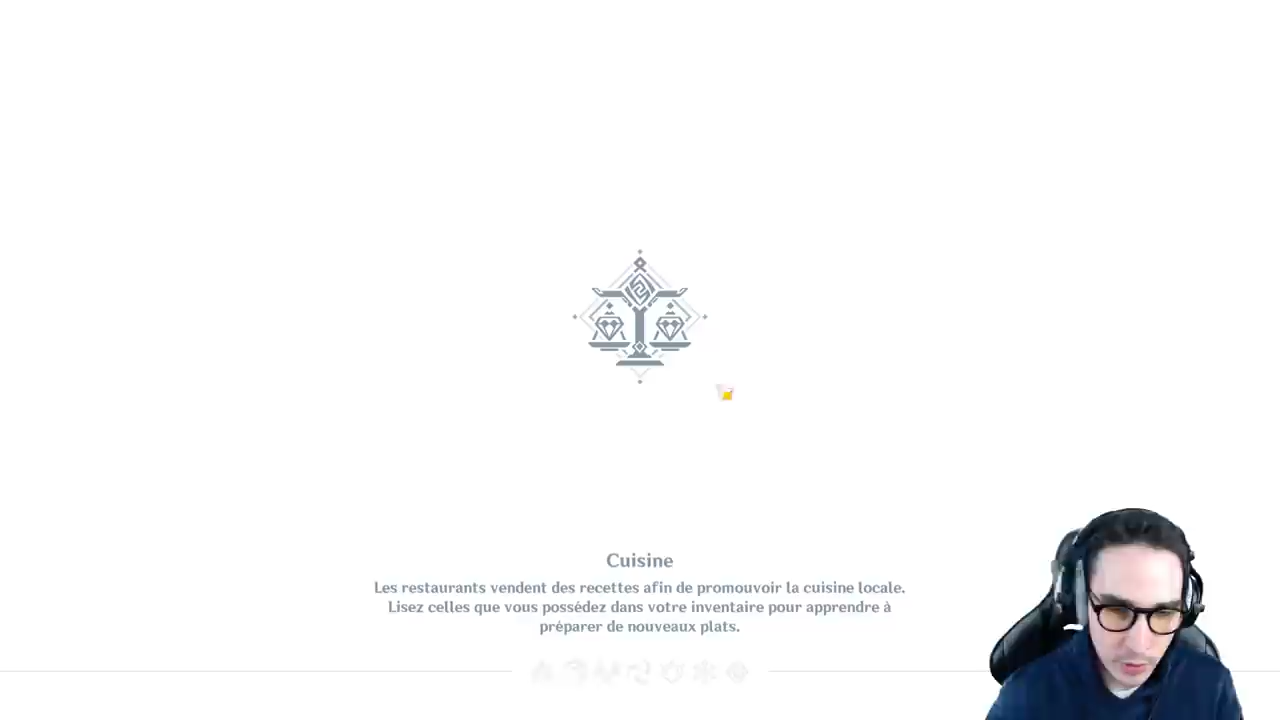 Cuisine
Les restaurants vendent des recettes afin de promouvoir la cuisine locale.
Lisez celles que vous possédez dans votre inventaire pour apprendre à
préparer de nouveaux plats.